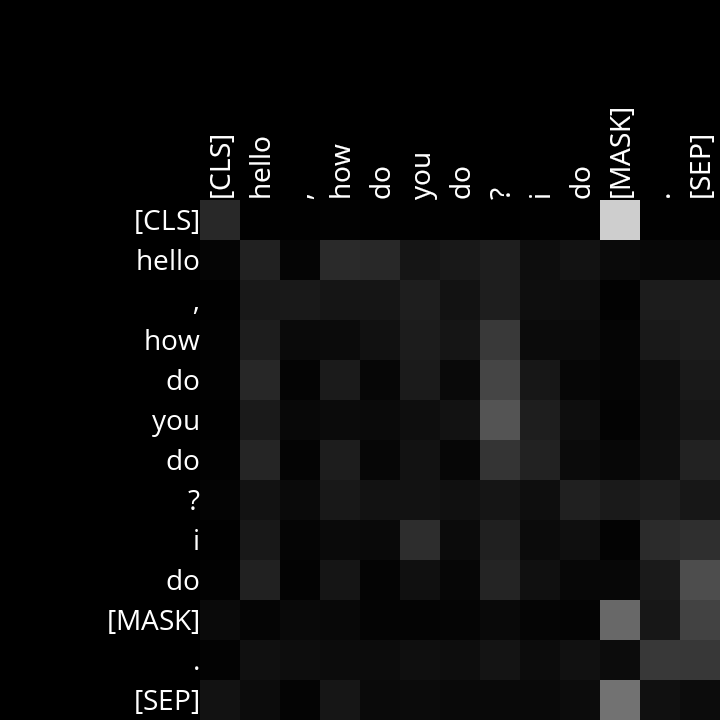 [CLS] hello , how do you do ? i do [MASK] . [SEP]
[CLS]
hello
,
how
do
you
do
?
i
do
[MASK]
.
[SEP]